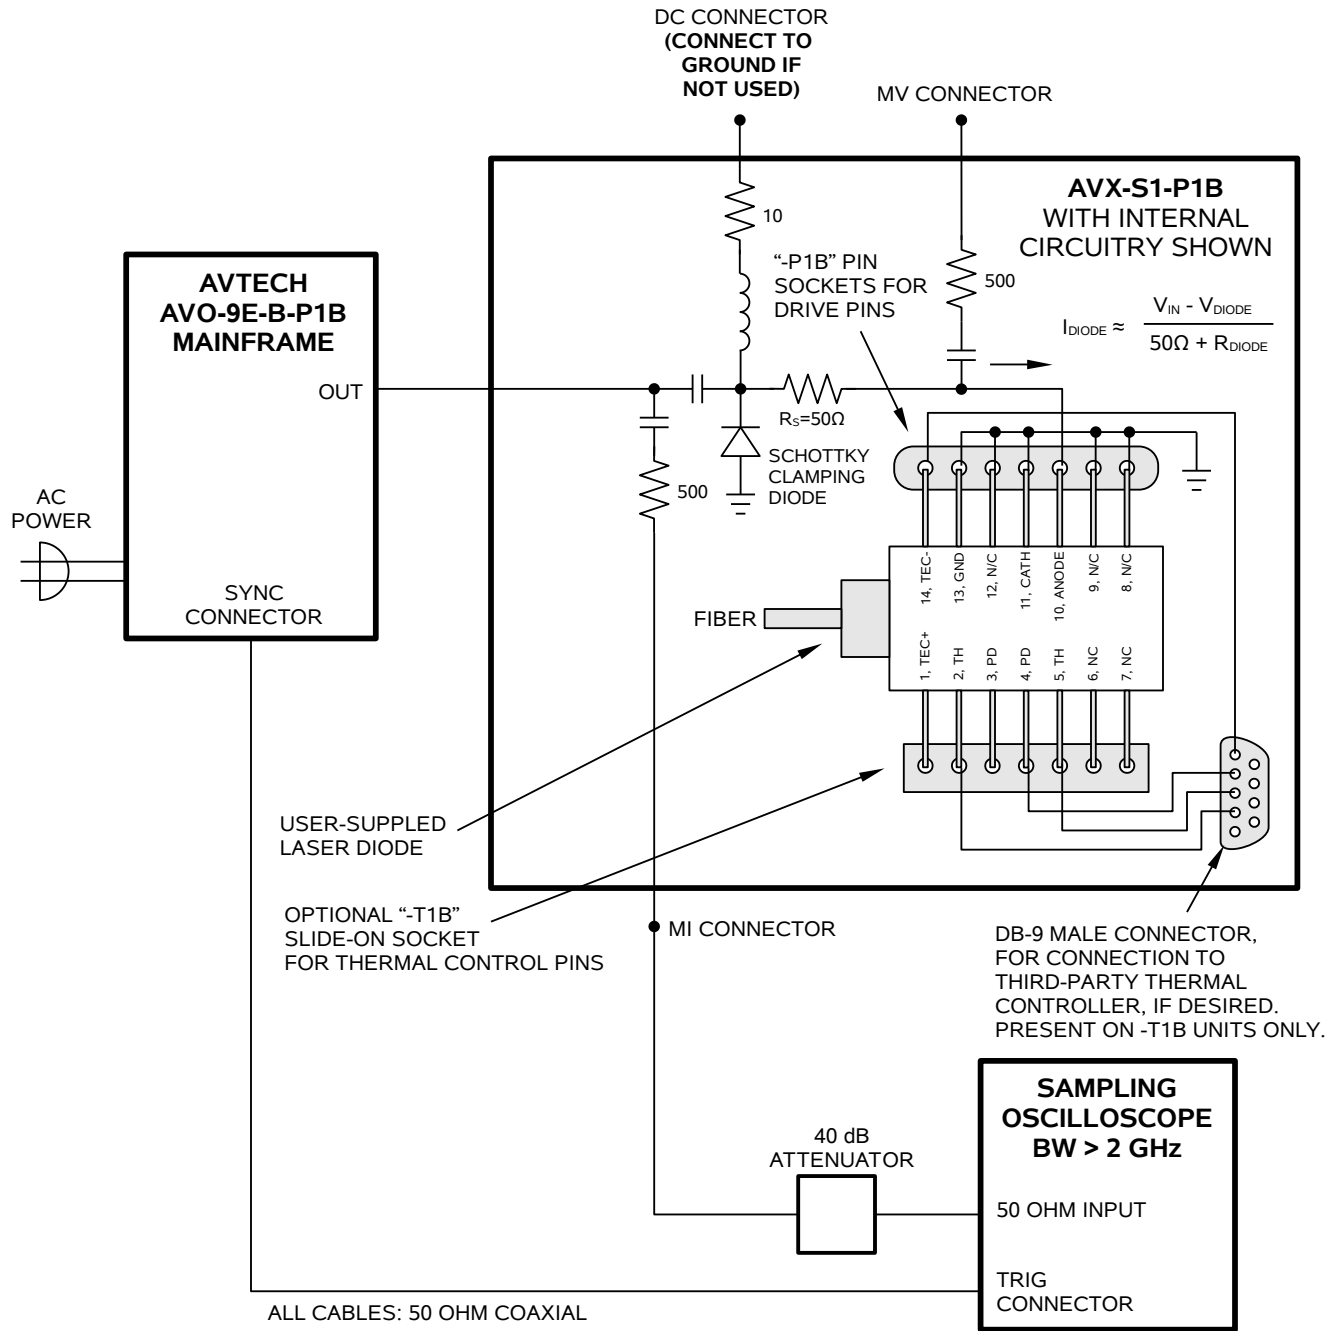 DC CONNECTOR
(CONNECT TO
GROUND IF
NOT USED)
MV CONNECTOR
AVX-S1-P1B
WITH INTERNAL
CIRCUITRY SHOWN
10
500
"-P1B" PIN
SOCKETS FOR
DRIVE PINS
IDIODE ≈ VIN - VDIODE
50Ω + RDIODE
AVTECH
AVO-9E-B-P1B
MAINFRAME
OUT
RS=50Ω
SCHOTTKY
CLAMPING
DIODE
500
AC
POWER
SYNC
CONNECTOR
14, TEC-
13, GND
12, N/C
11, CATH
10, ANODE
9, N/C
8, N/C
FIBER
1, TEC+
2, TH
3, PD
4, PD
5, TH
6, NC
7, NC
USER-SUPPLED
LASER DIODE
OPTIONAL “-T1B”
SLIDE-ON SOCKET
FOR THERMAL CONTROL PINS
MI CONNECTOR
DB-9 MALE CONNECTOR,
FOR CONNECTION TO
THIRD-PARTY THERMAL
CONTROLLER, IF DESIRED.
PRESENT ON -T1B UNITS ONLY.
SAMPLING
OSCILLOSCOPE
BW > 2 GHz
40 dB
ATTENUATOR
50 OHM INPUT
TRIG
CONNECTOR
ALL CABLES: 50 OHM COAXIAL